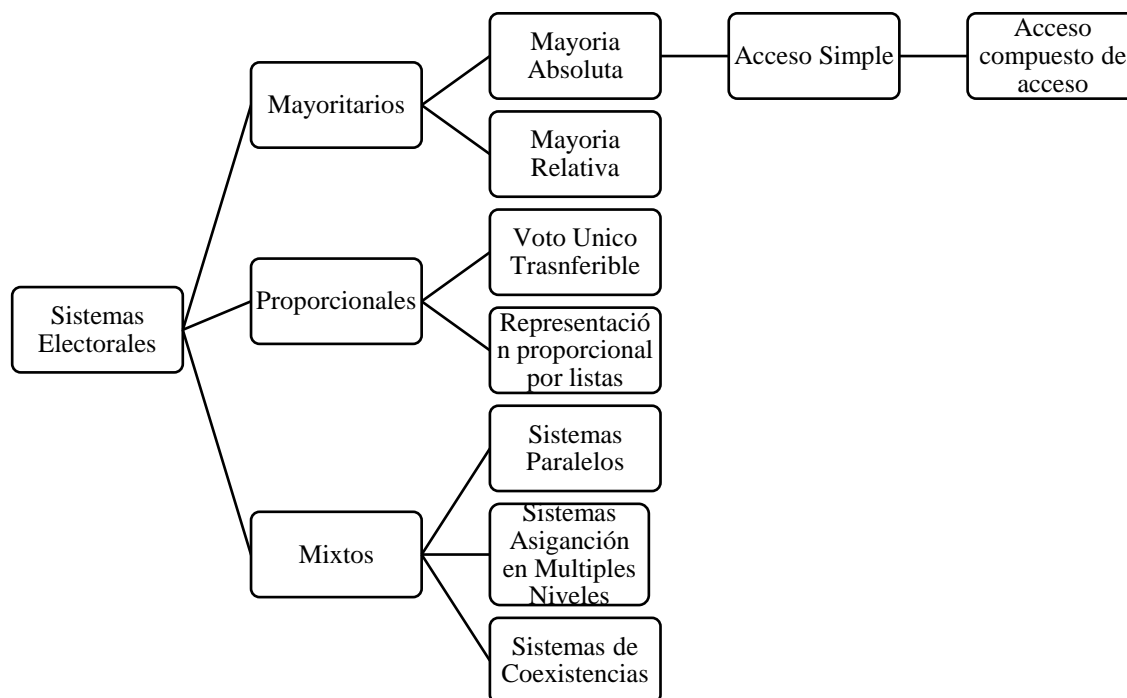 Sistemas
Electorales
Mayoritarios
Mayoria
Absoluta
Acceso Simple
Acceso
compuesto de
acceso
Mayoria
Relativa
Proporcionales
Voto Unico
Trasnferible
Representació
n proporcional
por listas
Mixtos
Sistemas
Paralelos
Sistemas
Asiganción
en Multiples
Niveles
Sistemas de
Coexistencias